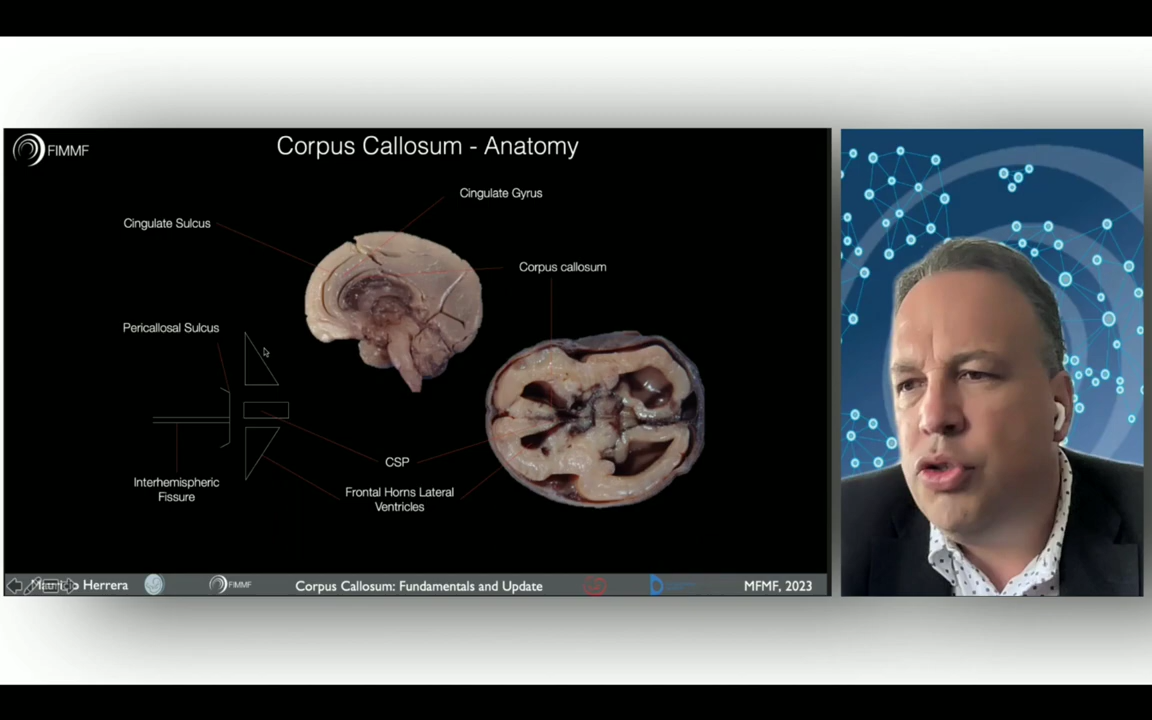 FIMMF
Corpus Callosum - Anatomy
Cingulate Gyrus
Cingulate Sulcus
Corpus callosum
Pericallosal Sulcus
CSP
Interhemispheric
Fissure
Frontal Horns Lateral
Ventricles
Herrera
FIMMF
Corpus Callosum: Fundamentals and Update
MFMF, 2023